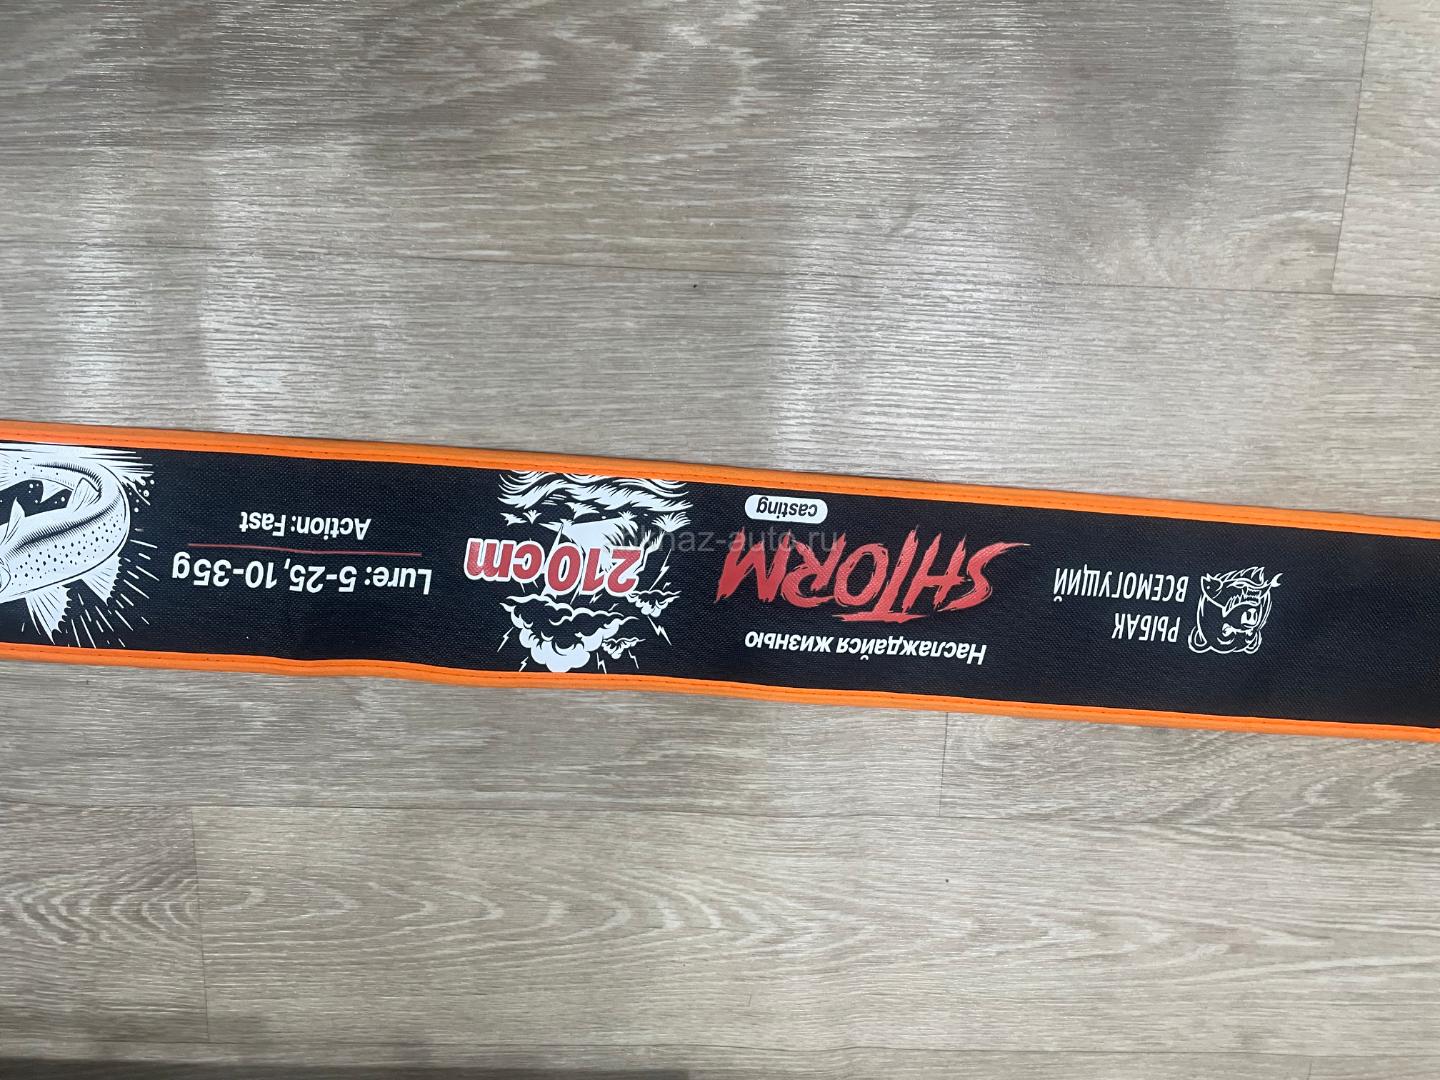 РЫБАК
ВСЕМОГУЩИЙ
Наслаждайся жизнью
SHTORM
casting
210cm
Lure: 5-25, 10-35g
Action: Fast